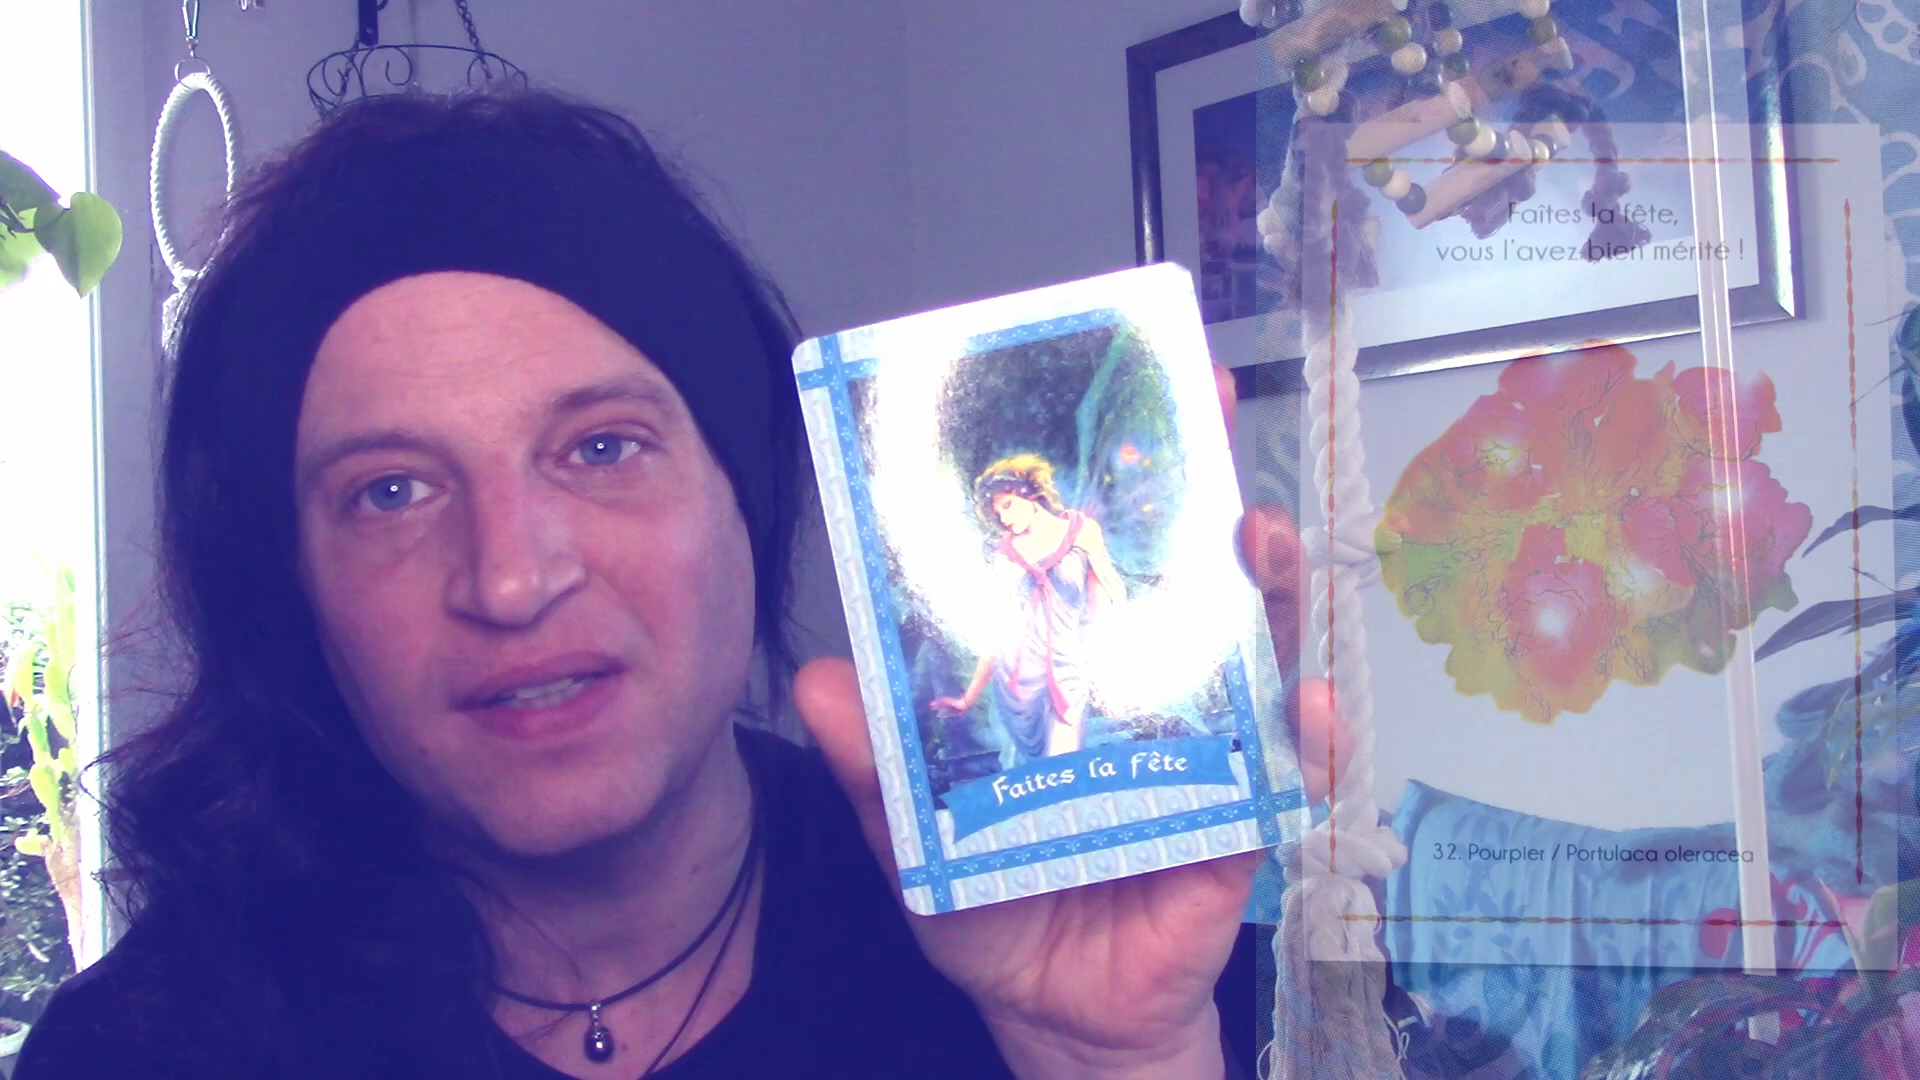 Faites la fête
Faîtes la fête,
vous l'avez bien mérité !
32. Pourpier / Portulaca oleracea